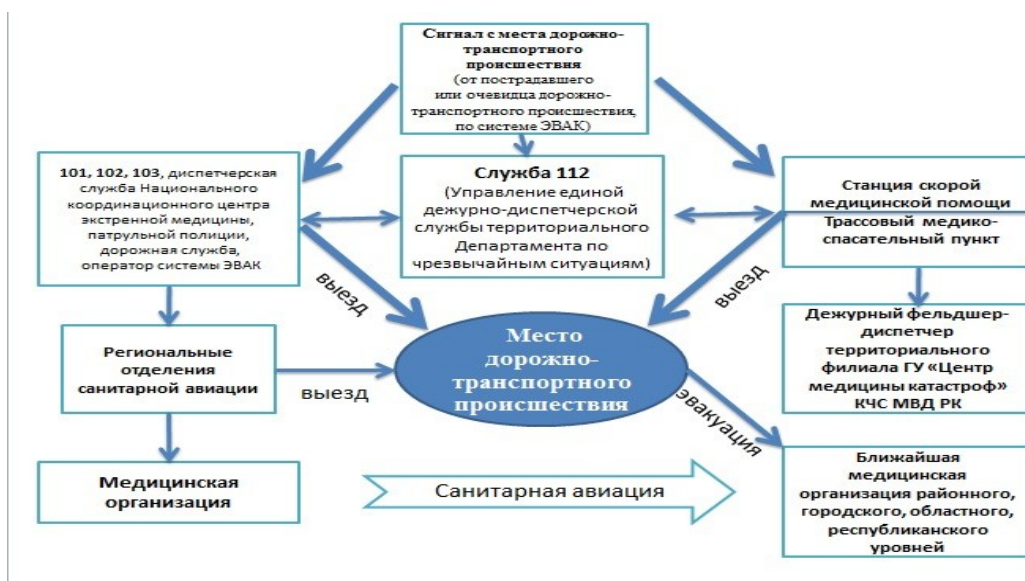 Сигнал с места дорожно-
транспортного
происшествия
(от пострадавшего
или очевидца дорожно-
транспортного происшествия,
по системе ЭВАК)
101, 102, 103, диспетчерская
служба Национального
координационного центра
экстренной медицины,
патрульной полиции,
дорожная служба,
оператор системы ЭВАК
Служба 112
(Управление единой
дежурно-диспетчерской
службы территориального
Департамента по
чрезвычайным ситуациям)
Станция скорой
медицинской помощи
Трассовый медико-
спасательный пункт
выезд
выезд
Региональные
отделения
санитарной авиации
выезд
Место
дорожно-
транспортного
происшествия
Дежурный фельдшер-
диспетчер
территориального
филиала ГУ «Центр
медицины катастроф»
КЧС МВД РК
эвакуация
Медицинская
организация
Санитарная авиация
Ближайшая
медицинская
организация районного,
городского, областного,
республиканского
уровней